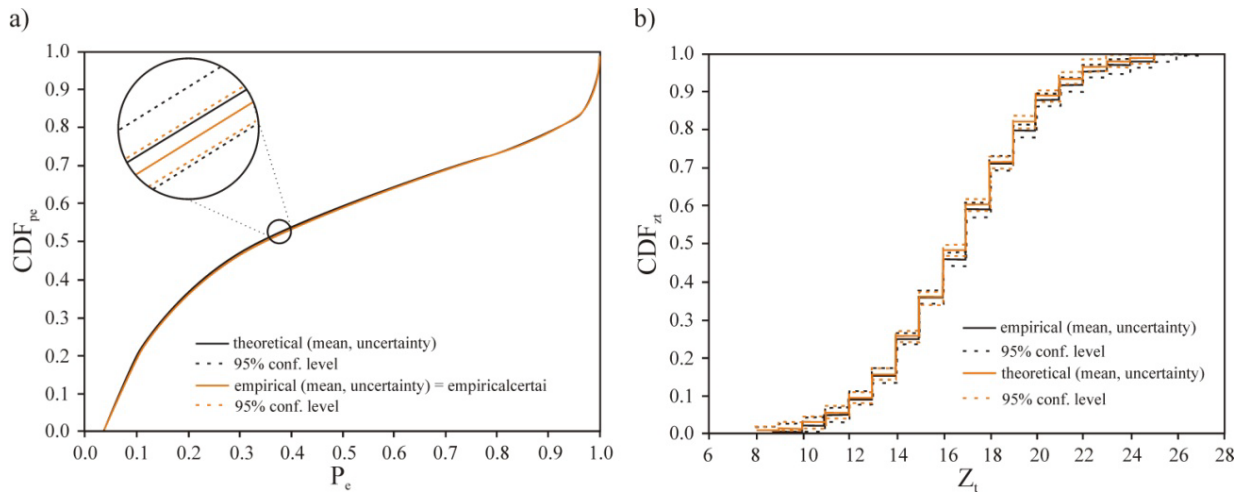 a)
1.0
0.9
0.8
0.7
0.6
0.5
0.4
0.3
0.2
0.1
0.0
CDFpe
theoretical (mean, uncertainty)
95% conf. level
empirical (mean, uncertainty) = empiricalcertai
95% conf. level
0.0 0.1 0.2 0.3 0.4 0.5 0.6 0.7 0.8 0.9 1.0
Pe
b)
1.0
0.9
0.8
0.7
0.6
0.5
0.4
0.3
0.2
0.1
0.0
CDFzt
empirical (mean, uncertainty)
95% conf. level
theoretical (mean, uncertainty)
95% conf. level
6 8 10 12 14 16 18 20 22 24 26 28
Zt